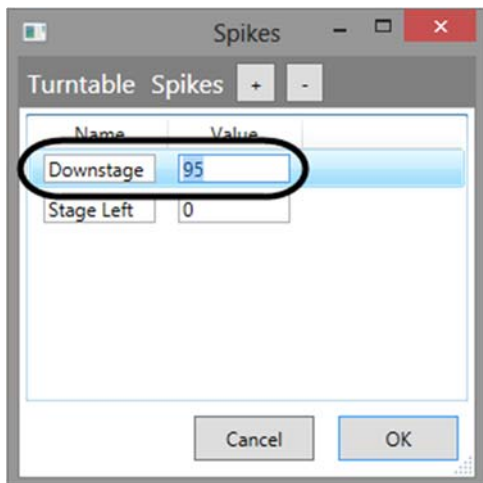 Spikes
Turntable Spikes + -
Name Value
Downstage 95
Stage Left 0
Cancel OK